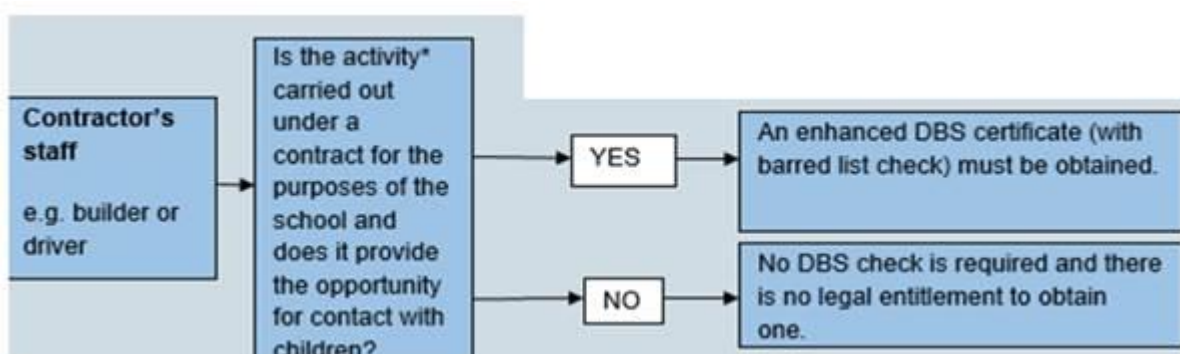 Contractor's
staff
e.g. builder or
driver
Is the activity*
carried out
under a
contract for the
purposes of the
school and
does it provide
the opportunity
for contact with
children?
YES
An enhanced DBS certificate (with
barred list check) must be obtained.
NO
No DBS check is required and there
is no legal entitlement to obtain
one.